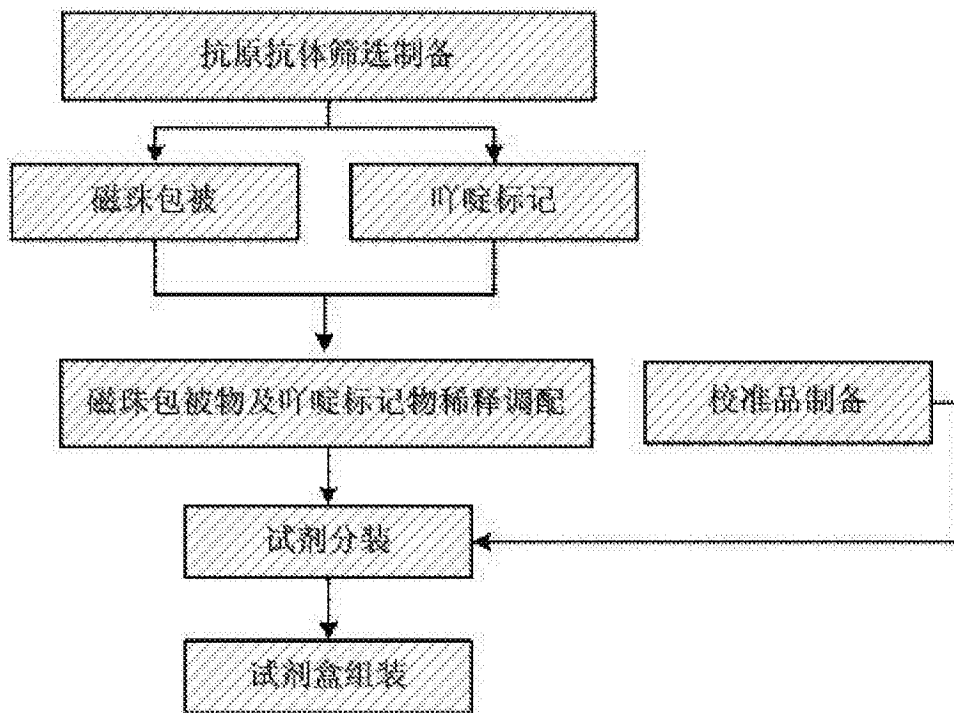 抗原抗体筛选制备
磁珠包被
吖啶标记
磁珠包被物及吖啶标记物稀释调配
校准品制备
试剂分装
试剂盒组装